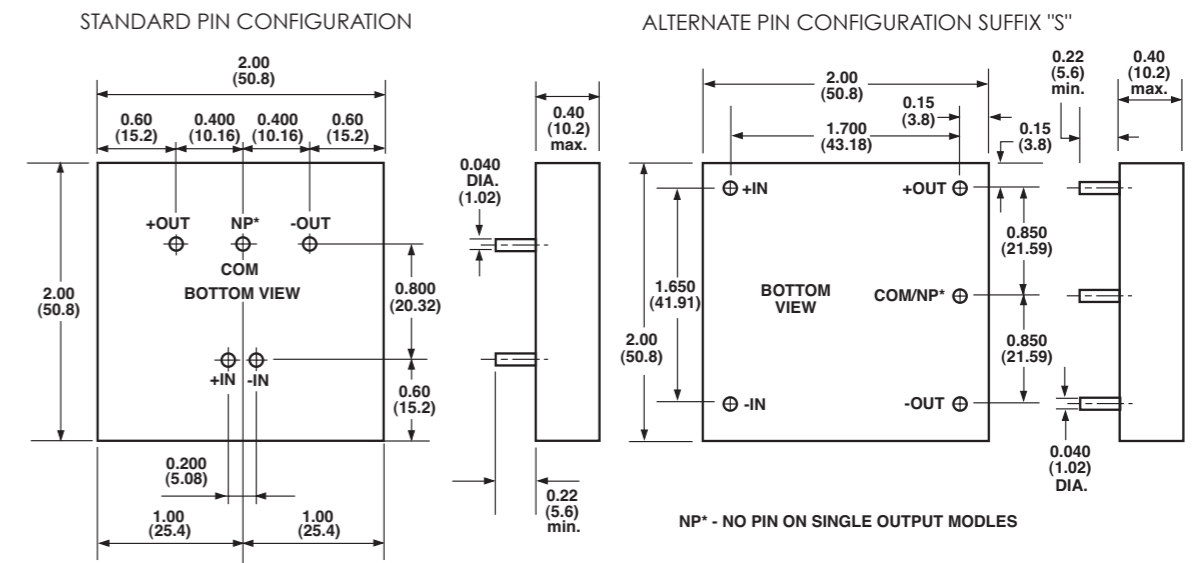 STANDARD PIN CONFIGURATION
2.00
(50.8)
0.60
(15.2)
0.400
(10.16)
0.400
(10.16)
0.60
(15.2)
0.40
(10.2)
max.
0.040
DIA.
(1.02)
+OUT NP* -OUT
COM
BOTTOM VIEW
2.00
(50.8)
0.800
(20.32)
+IN -IN
0.60
(15.2)
0.200
(5.08)
1.00
(25.4)
1.00
(25.4)
0.22
(5.6)
min.
ALTERNATE PIN CONFIGURATION SUFFIX "S"
2.00
(50.8)
0.15
(3.8)
1.700
(43.18)
0.15
(3.8)
0.22
(5.6)
min.
0.40
(10.2)
max.
+IN +OUT
0.850
(21.59)
1.650
(41.91)
BOTTOM
VIEW
COM/NP*
2.00
(50.8)
0.850
(21.59)
-IN -OUT
0.040
(1.02)
DIA.
NP* - NO PIN ON SINGLE OUTPUT MODLES